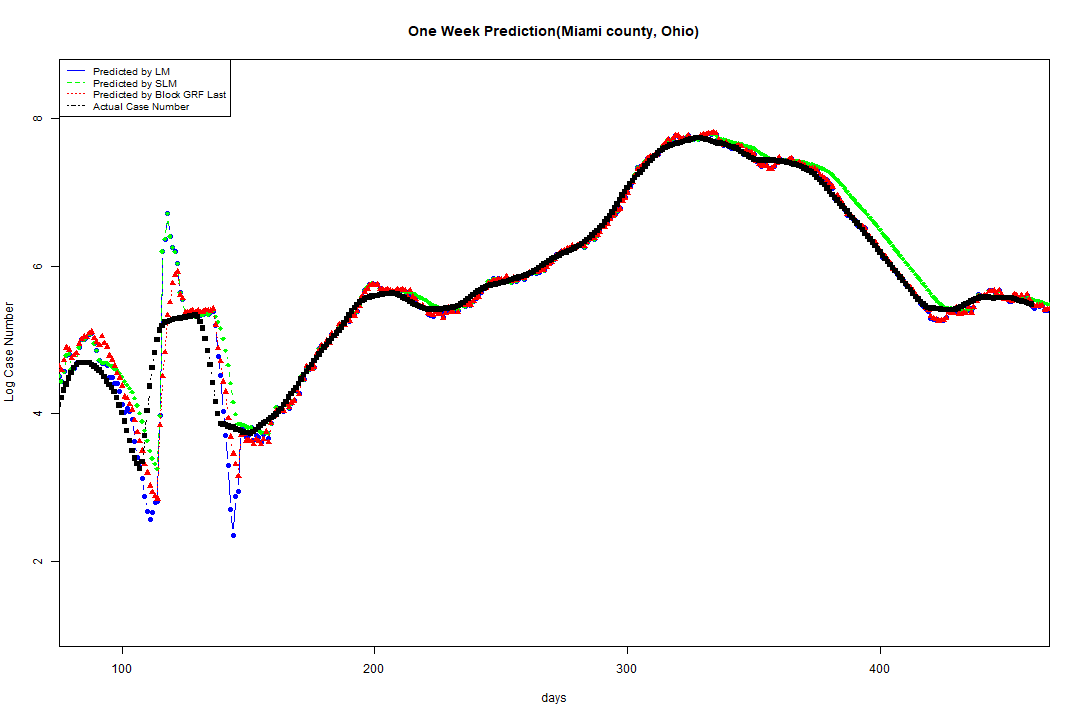 One Week Prediction(Miami county, Ohio)
Predicted by LM
Predicted by SLM
Predicted by Block GRF Last
Actual Case Number
8
6
4
2
Log Case Number
100
200
300
400
days